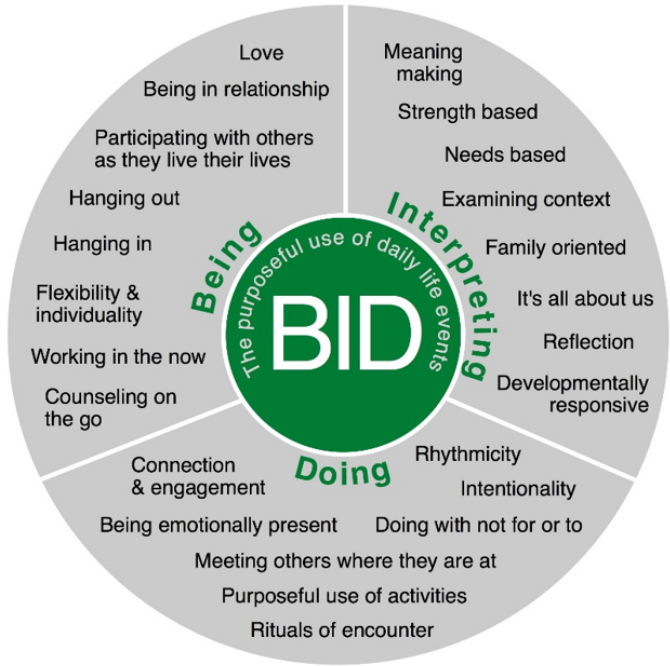 Being
Love
Being in relationship
Participating with others
as they live their lives
Hanging out
Hanging in
Flexibility &
individuality
Working in the now
Counseling on
the go
Interpreting
Meaning
making
Strength based
Needs based
Examining context
Family oriented
It's all about us
Reflection
Developmentally
responsive
The purposeful use of daily life events
BID
Doing
Rhythmicity
Connection
& engagement
Intentionality
Being emotionally present
Doing with not for or to
Meeting others where they are at
Purposeful use of activities
Rituals of encounter